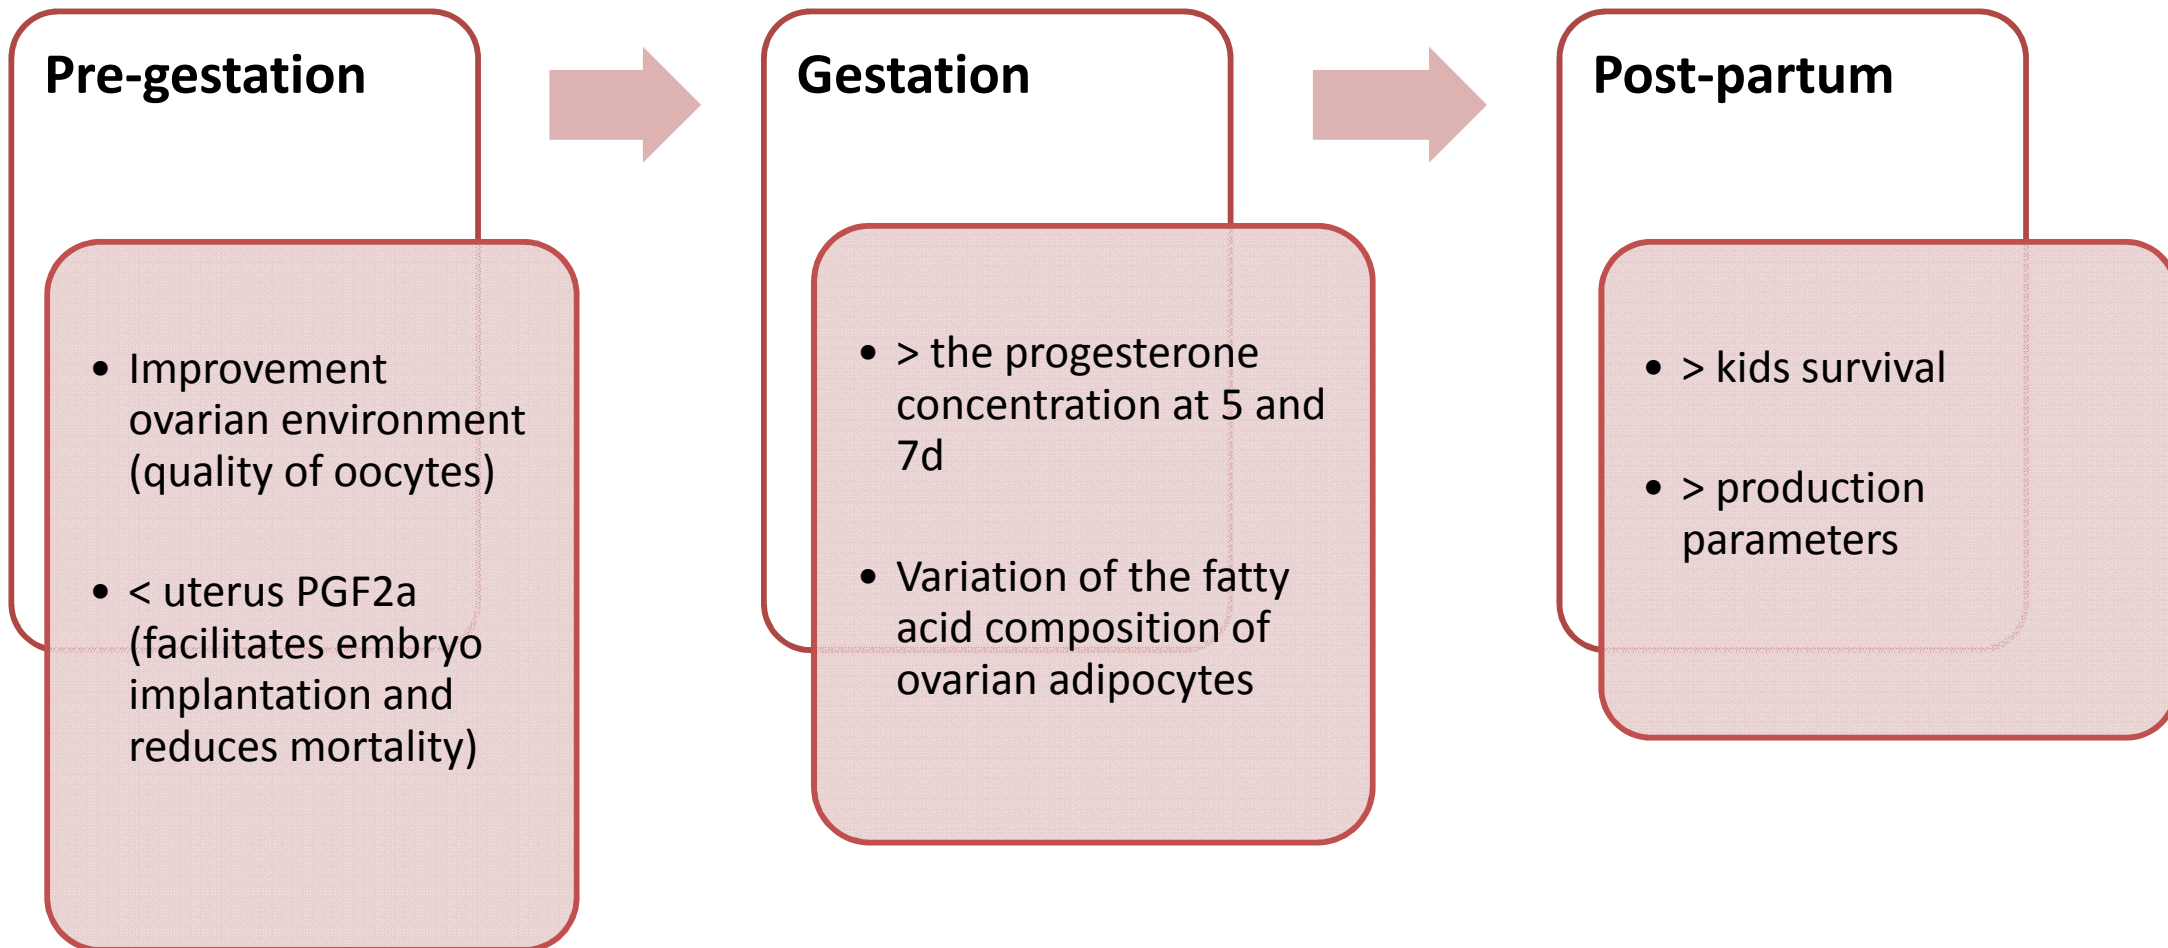 Pre-gestation
• Improvement
ovarian environment
(quality of oocytes)
• < uterus PGF2a
(facilitates embryo
implantation and
reduces mortality)
Gestation
• > the progesterone
concentration at 5 and
7d
• Variation of the fatty
acid composition of
ovarian adipocytes
Post-partum
• > kids survival
• > production
parameters